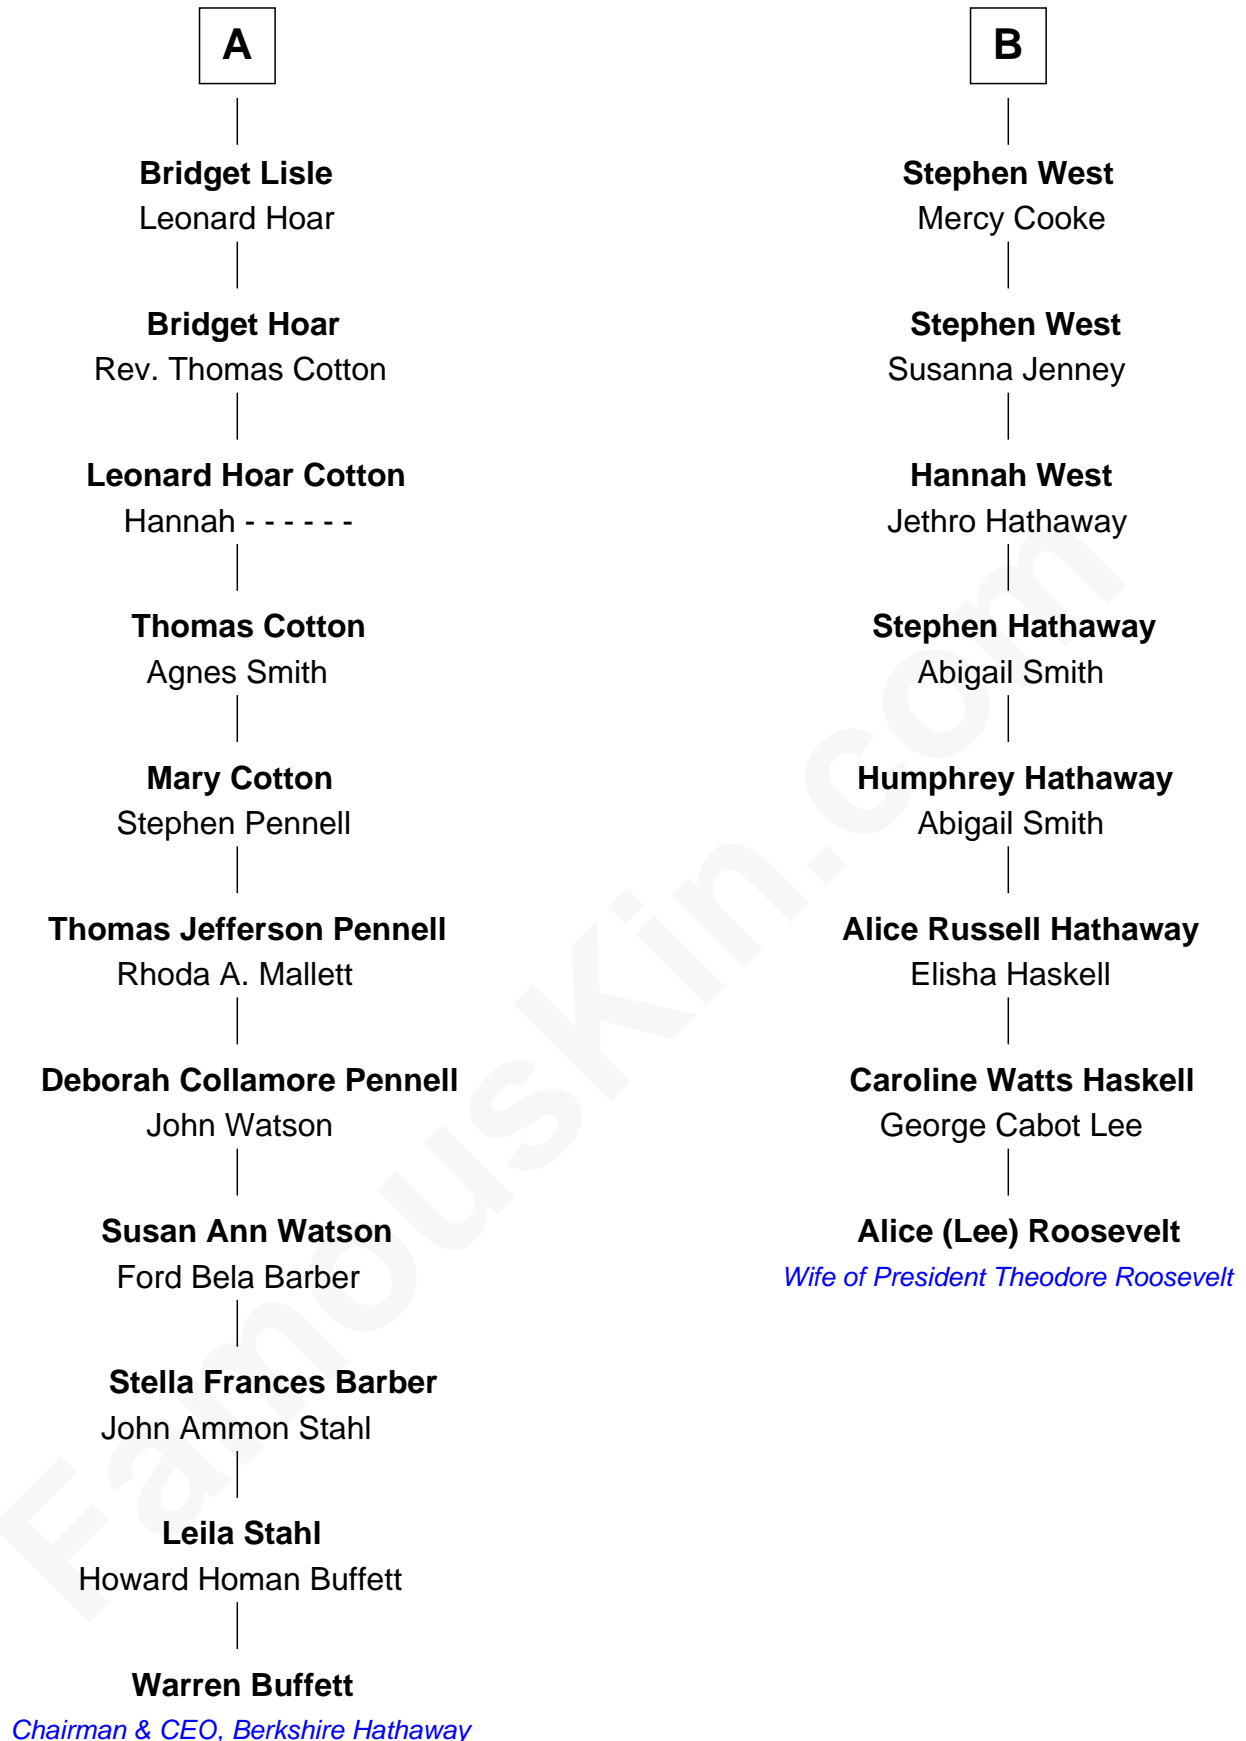 A
Bridget Lisle
Leonard Hoar
Bridget Hoar
Rev. Thomas Cotton
Leonard Hoar Cotton
Hannah - - - - - -
Thomas Cotton
Agnes Smith
Mary Cotton
Stephen Pennell
Thomas Jefferson Pennell
Rhoda A. Mallett
Deborah Collamore Pennell
John Watson
Susan Ann Watson
Ford Bela Barber
Stella Frances Barber
John Ammon Stahl
Leila Stahl
Howard Homan Buffett
Warren Buffett
Chairman & CEO, Berkshire Hathaway
B
Stephen West
Mercy Cooke
Stephen West
Susanna Jenney
Hannah West
Jethro Hathaway
Stephen Hathaway
Abigail Smith
Humphrey Hathaway
Abigail Smith
Alice Russell Hathaway
Elisha Haskell
Caroline Watts Haskell
George Cabot Lee
Alice (Lee) Roosevelt
Wife of President Theodore Roosevelt
FamousKin.com